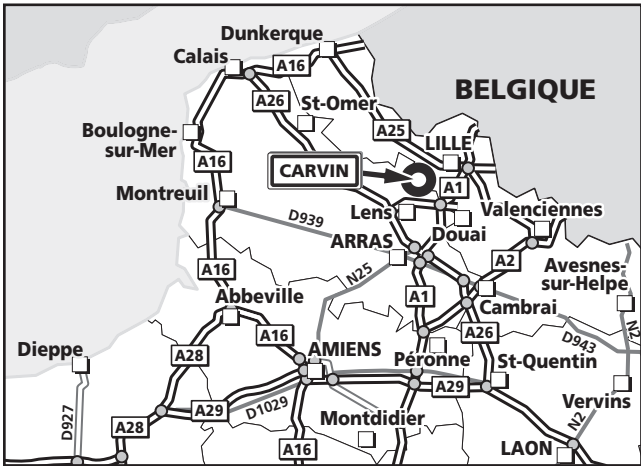 Dunkerque
Calais
A16
A26
St-Omer
BELGIQUE
A25
Boulogne-
sur-Mer
LILLE
A16
CARVIN
A1
Montreuil
Lens
Valenciennes
D939
Douai
ARRAS
A2
Avesnes-
sur-Helpe
A16
N25
A1
Abbeville
Cambrai
N2
A16
A26
D943
Dieppe
A28
AMIENS
Péronne
St-Quentin
A29
D1029
A29
Vervins
D927
A28
Montdidier
N2
A16
LAON